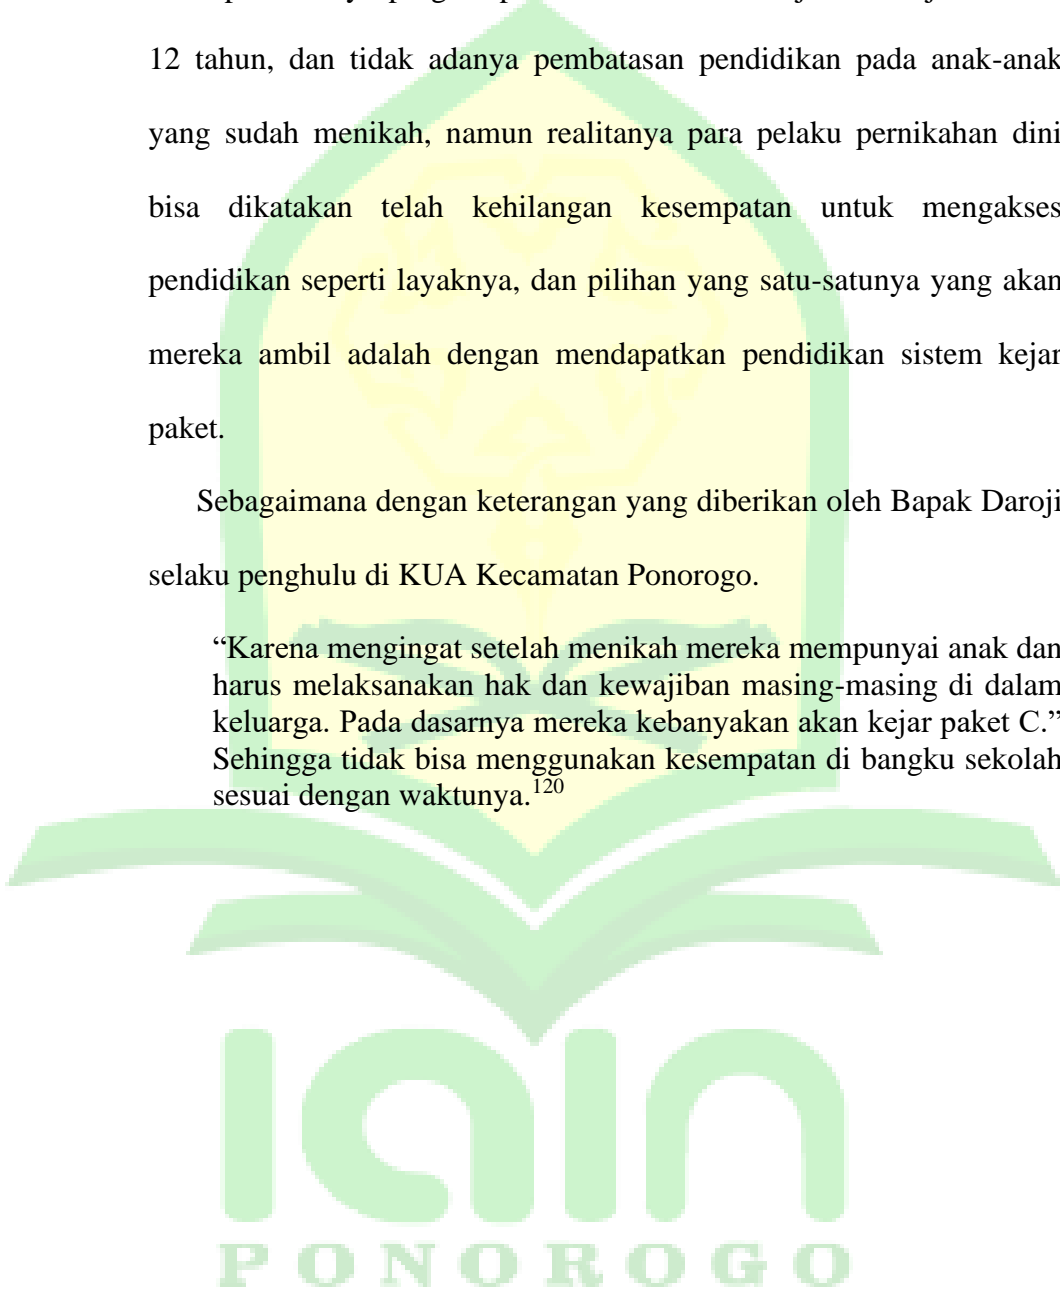 12 tahun, dan tidak adanya pembatasan pendidikan pada anak-anak
yang sudah menikah, namun realitanya para pelaku pernikahan dini
bisa dikatakan telah kehilangan kesempatan untuk mengakses
pendidikan seperti layaknya, dan pilihan yang satu-satunya yang akan
mereka ambil adalah dengan mendapatkan pendidikan sistem kejar
paket.
Sebagaimana dengan keterangan yang diberikan oleh Bapak Daroji
selaku penghulu di KUA Kecamatan Ponorogo.
“Karena mengingat setelah menikah mereka mempunyai anak dan
harus melaksanakan hak dan kewajiban masing-masing di dalam
keluarga. Pada dasarnya mereka kebanyakan akan kejar paket C.”
Sehingga tidak bisa menggunakan kesempatan di bangku sekolah
sesuai dengan waktunya.120
iain
PONOROGO